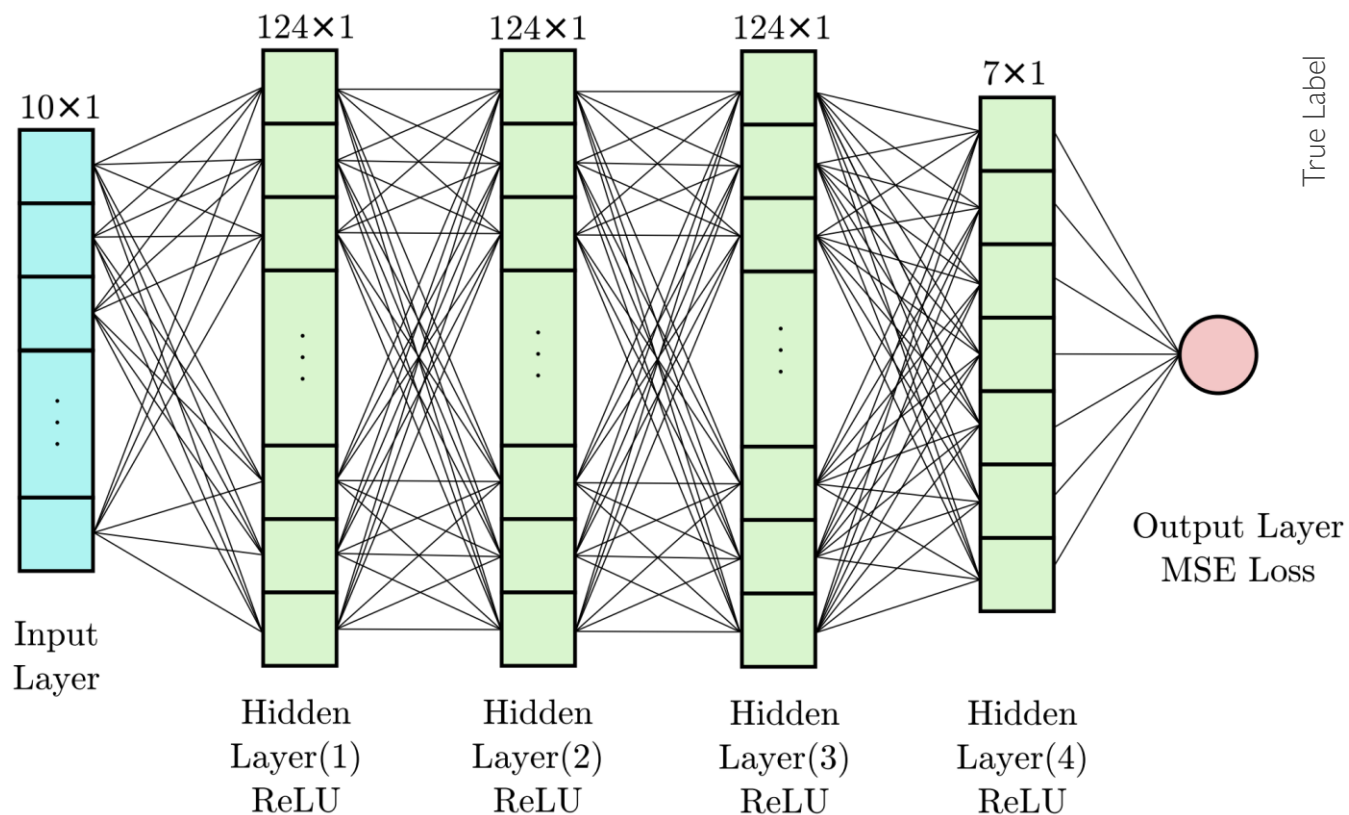 124×1
124×1
124×1
7×1
10×1
True Label
Input
Layer
Hidden
Layer(1)
ReLU
Hidden
Layer(2)
ReLU
Hidden
Layer(3)
ReLU
Hidden
Layer(4)
ReLU
Output Layer
MSE Loss